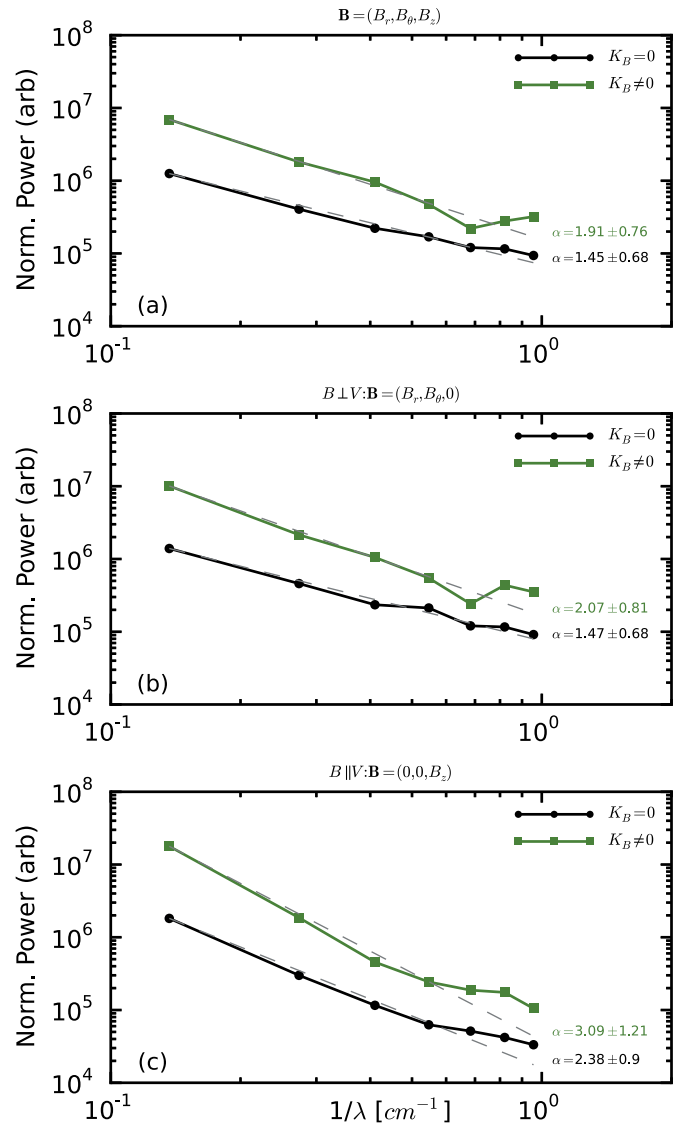 B=(B_r,B_θ,B_z)
10^8
K_B=0
K_B≠0
10^7
10^6
Norm. Power (arb)
α=1.91±0.76
10^5
α=1.45±0.68
(a)
10^4
10^-1
10^0
B⊥V:B=(B_r,B_θ,0)
10^8
K_B=0
K_B≠0
10^7
10^6
Norm. Power (arb)
α=2.07±0.81
10^5
α=1.47±0.68
(b)
10^4
10^-1
10^0
B∥V:B=(0,0,B_z)
10^8
K_B=0
K_B≠0
10^7
10^6
Norm. Power (arb)
10^5
α=3.09±1.21
α=2.38±0.9
(c)
10^4
10^-1
1/λ [cm^-1]
10^0